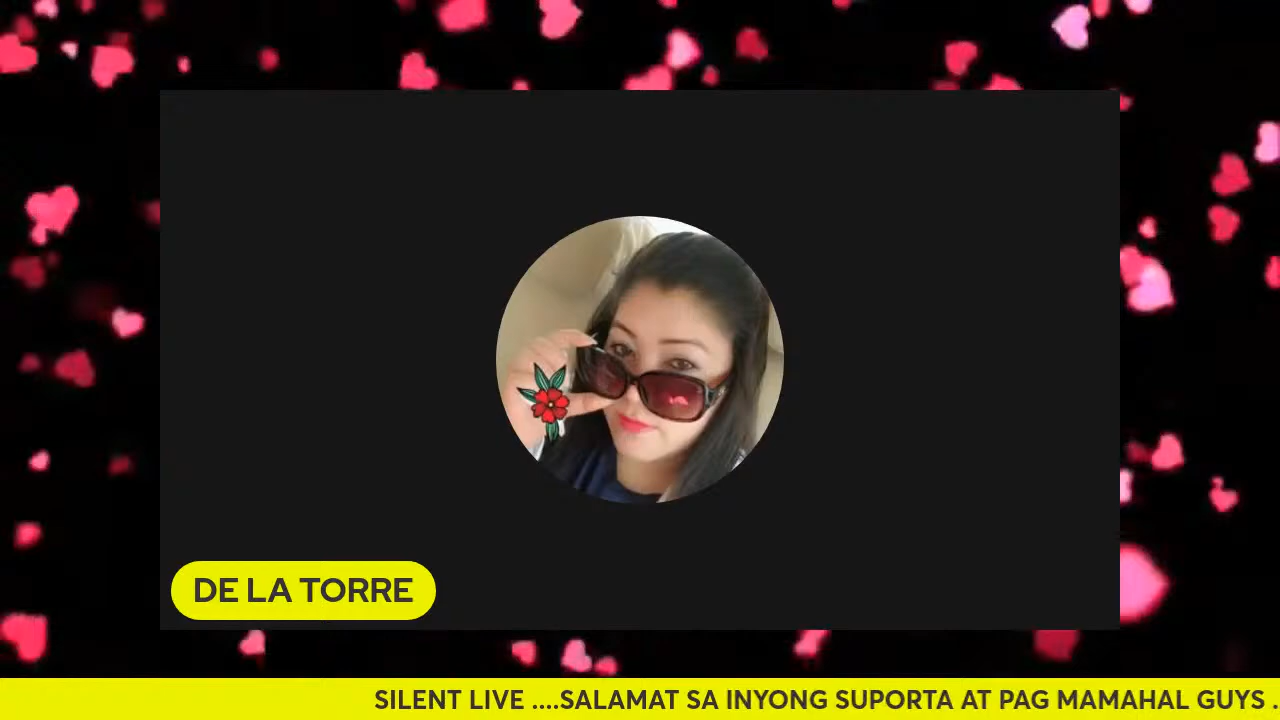 DE LA TORRE
SILENT LIVE ....SALAMAT SA INYONG SUPORTA AT PAG MAMAHAL GUYS .